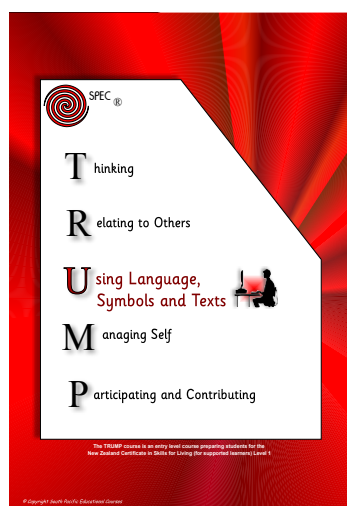 SPEC ®
Thinking
Relating to Others
Using Language,
Symbols and Texts
Managing Self
Participating and Contributing
The TRUMP course is an entry level course preparing students for the
New Zealand Certificate in Skills for Living (for supported learners) Level 1
© Copyright South Pacific Educational Courses